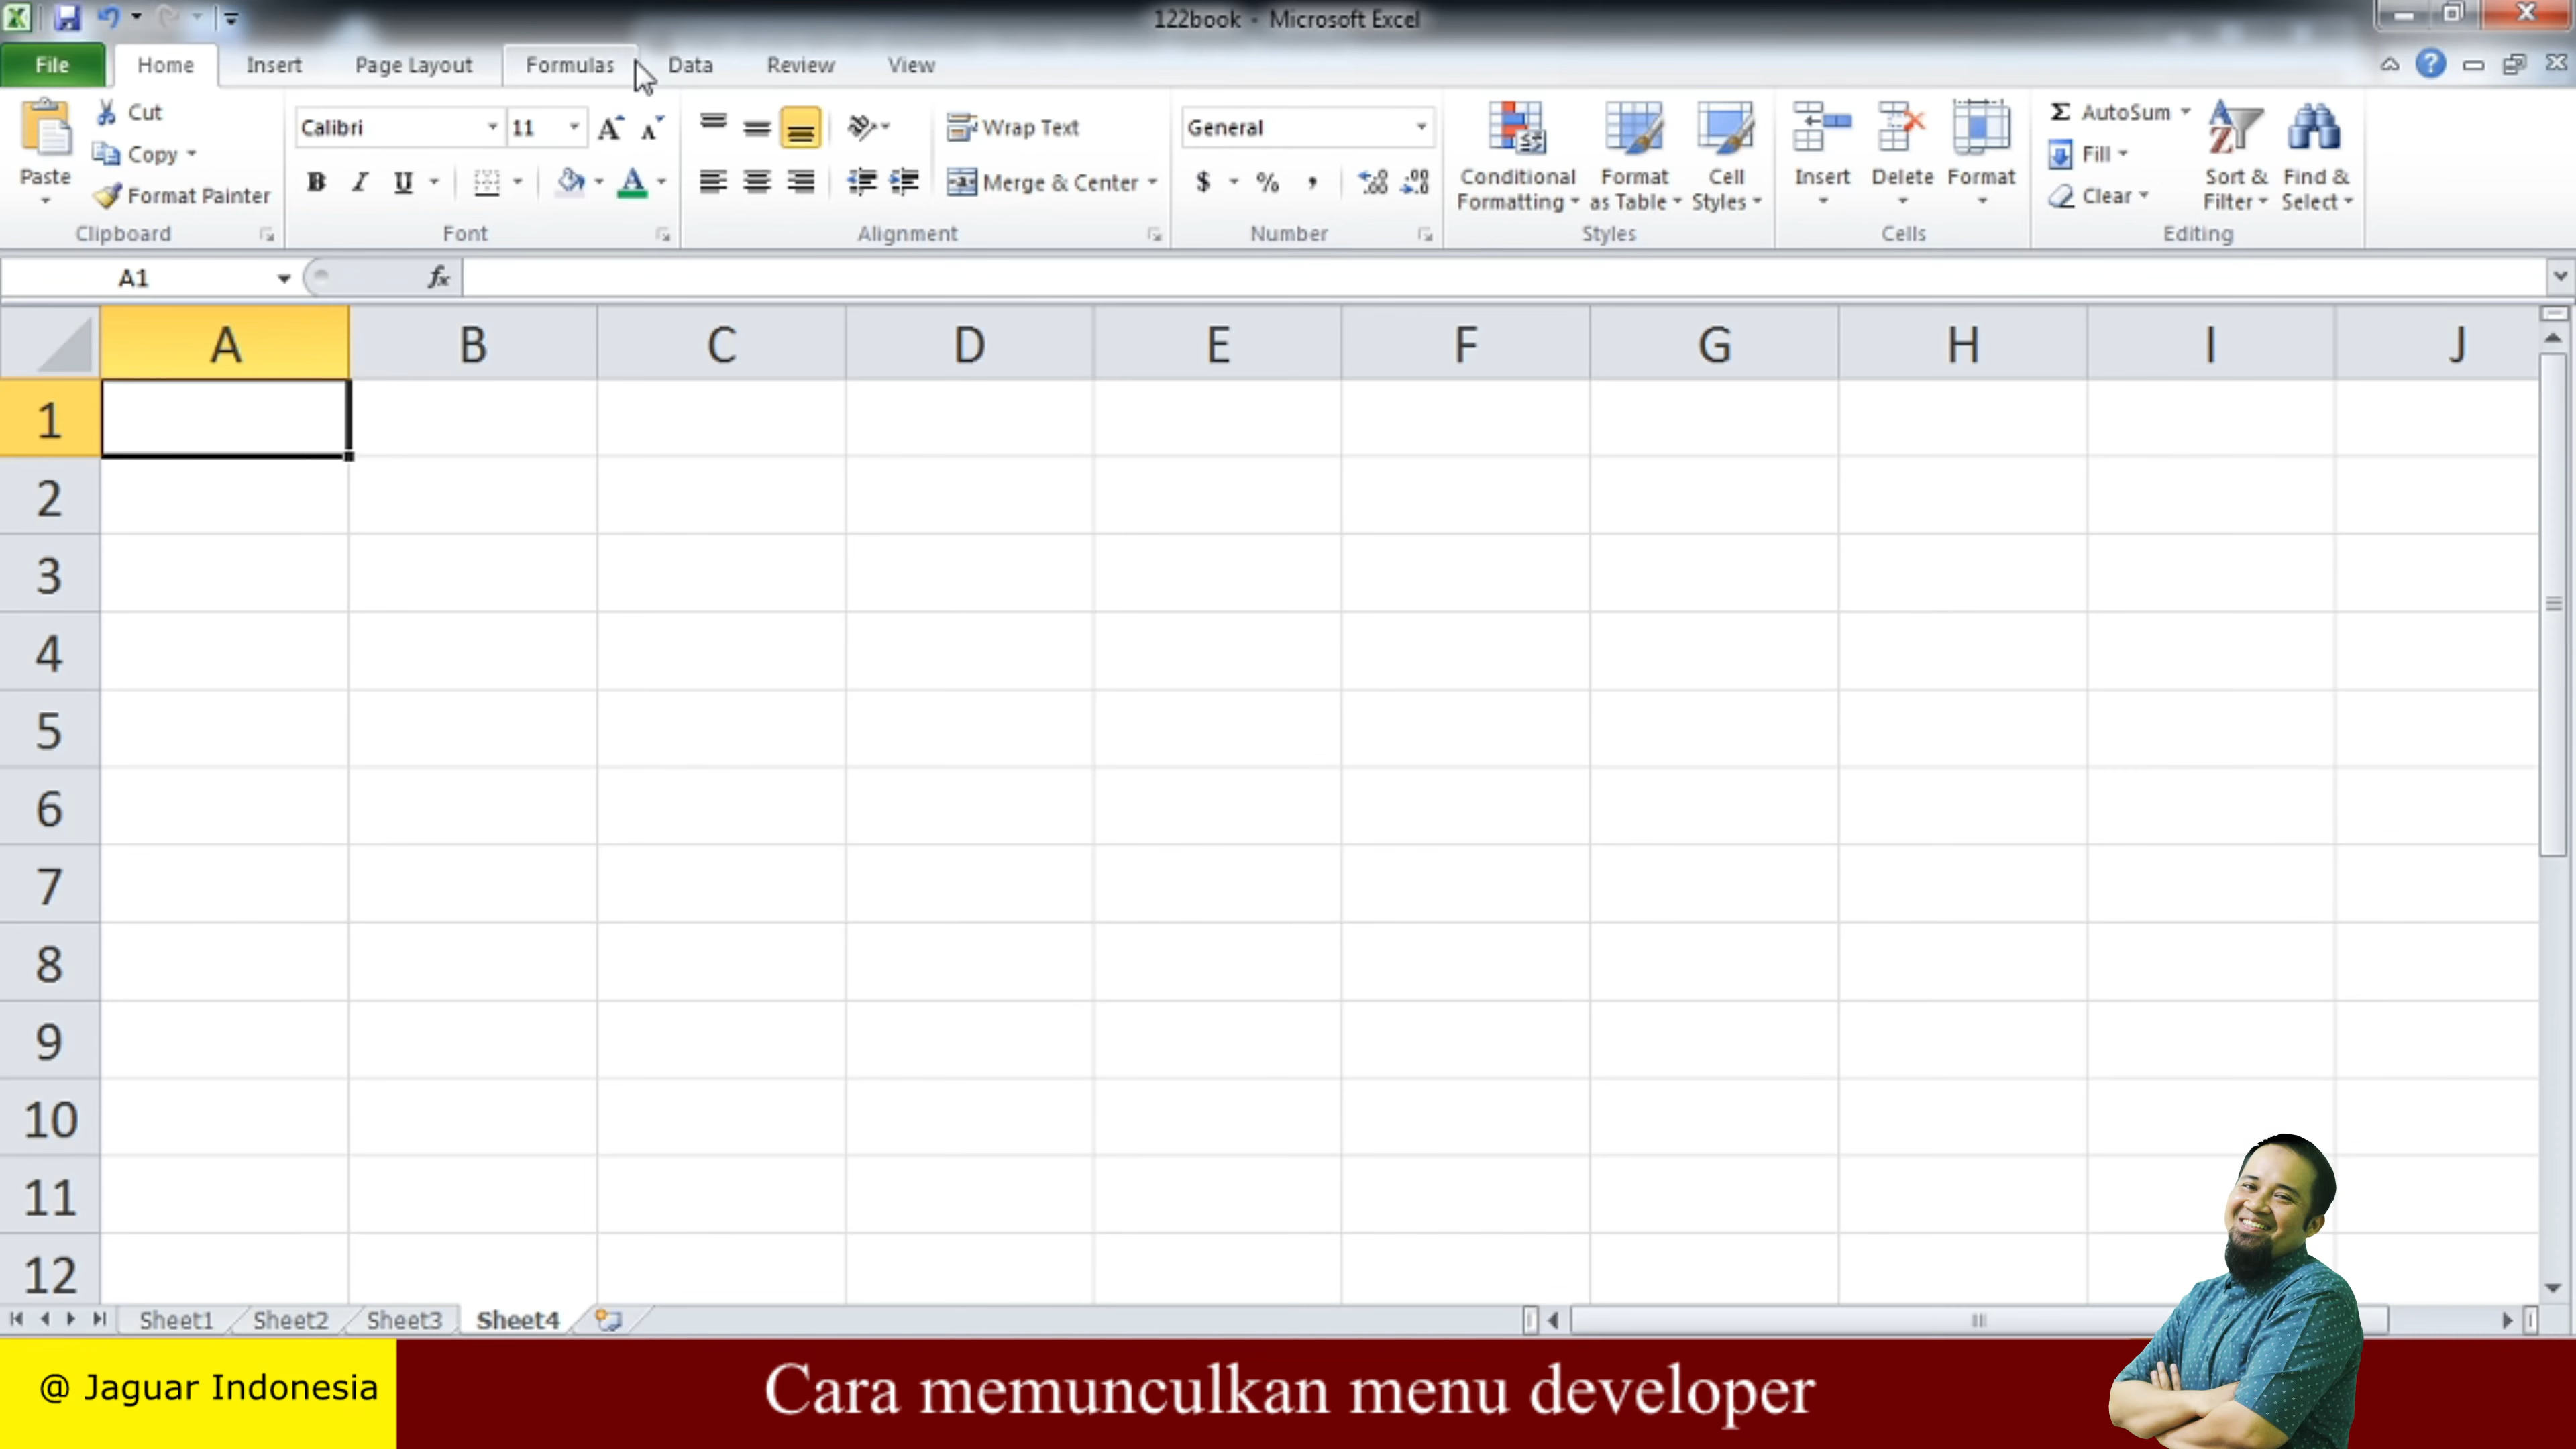 122book - Microsoft Excel
File Home Insert Page Layout Formulas Data Review View
Cut
Calibri 11 Wrap Text General AutoSum
Copy Fill
Paste Format Painter B I U Merge & Center $ % , Conditional Formatting Format as Table Cell Styles Insert Delete Format Clear Sort & Filter Find & Select
Clipboard Font Alignment Number Styles Cells Editing
A1 fx
A B C D E F G H I J
1
2
3
4
5
6
7
8
9
10
11
12
Sheet1 Sheet2 Sheet3 Sheet4
@ Jaguar Indonesia
Cara memunculkan menu developer